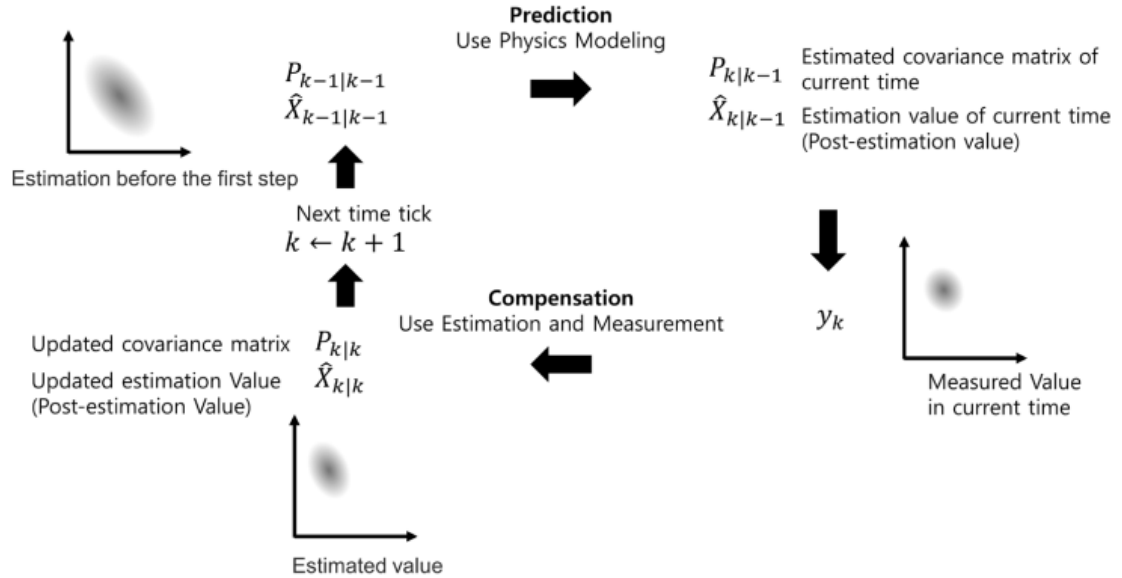 Prediction
Use Physics Modeling
P_{k−1|k−1}
X̂_{k−1|k−1}
P_{k|k−1} Estimated covariance matrix of
current time
X̂_{k|k−1} Estimation value of current time
(Post-estimation value)
Estimation before the first step
Next time tick
k ← k + 1
Compensation
Use Estimation and Measurement
y_k
Measured Value
in current time
Updated covariance matrix P_{k|k}
Updated estimation Value X̂_{k|k}
(Post-estimation Value)
Estimated value